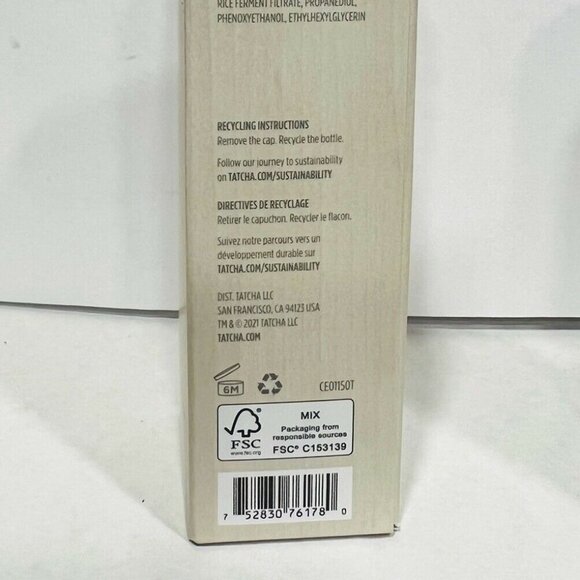 RICE FERMENT FILTRATE, PROPANEDIOL,
PHENOXYETHANOL, ETHYLHEXYLGLYCERIN
RECYCLING INSTRUCTIONS
Remove the cap. Recycle the bottle.
Follow our journey to sustainability
on TATCHA.COM/SUSTAINABILITY
DIRECTIVES DE RECYCLAGE
Retirer le capuchon. Recycler le flacon.
Suivez notre parcours vers un
développement durable sur
TATCHA.COM/SUSTAINABILITY
DIST. TATCHA LLC
SAN FRANCISCO, CA 94123 USA
TM & © 2021 TATCHA LLC
TATCHA.COM
6M
CE01150T
FSC
www.fsc.org
MIX
Packaging from
responsible sources
FSC® C153139
7 52830 76178 0